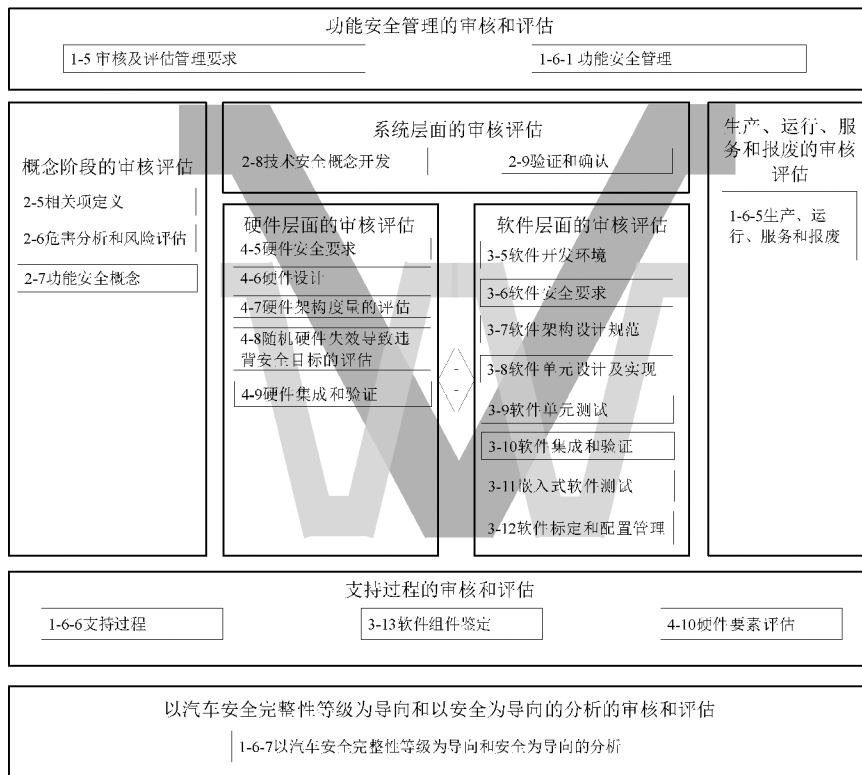 功能安全管理的审核和评估
1-5 审核及评估管理要求
1-6-1 功能安全管理
概念阶段的审核评估
2-5相关项定义
2-6危害分析和风险评估
2-7功能安全概念
系统层面的审核评估
2-8技术安全概念开发
2-9验证和确认
硬件层面的审核评估
4-5硬件安全要求
4-6硬件设计
4-7硬件架构度量的评估
4-8随机硬件失效导致违
背安全目标的评估
4-9硬件集成和验证
软件层面的审核评估
3-5软件开发环境
3-6软件安全要求
3-7软件架构设计规范
3-8软件单元设计及实现
3-9软件单元测试
3-10软件集成和验证
3-11嵌入式软件测试
3-12软件标定和配置管理
生产、运行、服
务和报废的审核
评估
1-6-5生产、运
行、服务和报废
支持过程的审核和评估
1-6-6支持过程
3-13软件组件鉴定
4-10硬件要素评估
以汽车安全完整性等级为导向和以安全为导向的分析的审核和评估
1-6-7以汽车安全完整性等级为导向和安全为导向的分析